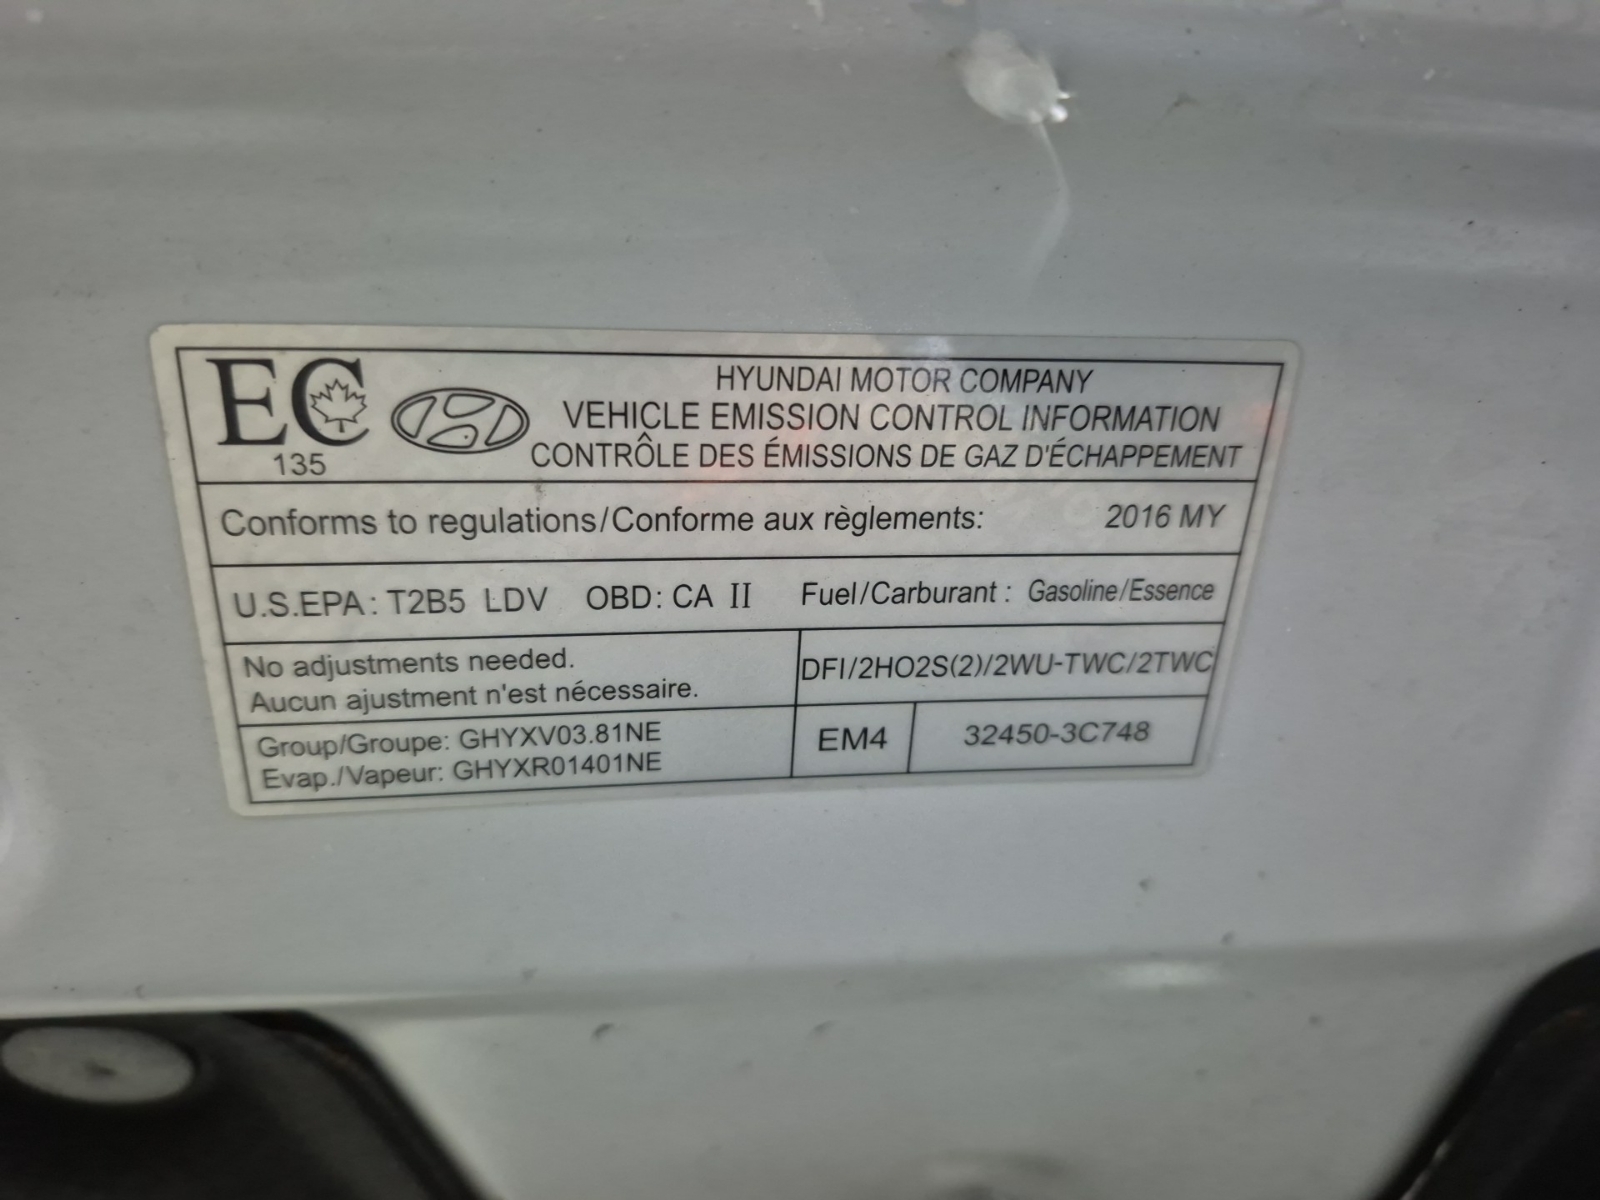 EC
135
HYUNDAI MOTOR COMPANY
VEHICLE EMISSION CONTROL INFORMATION
CONTRÔLE DES ÉMISSIONS DE GAZ D'ÉCHAPPEMENT
Conforms to regulations/Conforme aux règlements: 2016 MY
U.S.EPA: T2B5 LDV OBD: CA II Fuel/Carburant : Gasoline/Essence
No adjustments needed.
Aucun ajustment n'est nécessaire.
DFI/2HO2S(2)/2WU-TWC/2TWC
Group/Groupe: GHYXV03.81NE
Evap./Vapeur: GHYXR01401NE
EM4
32450-3C748